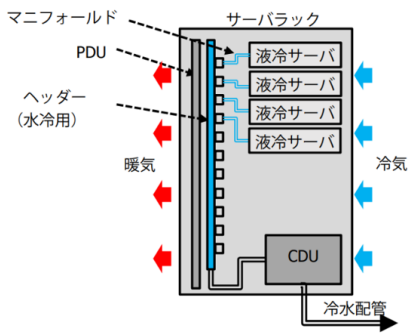 マニフォールド
サーバラック
PDU
液冷サーバ
液冷サーバ
液冷サーバ
液冷サーバ
ヘッダー
(水冷用)
暖気
冷気
CDU
冷水配管